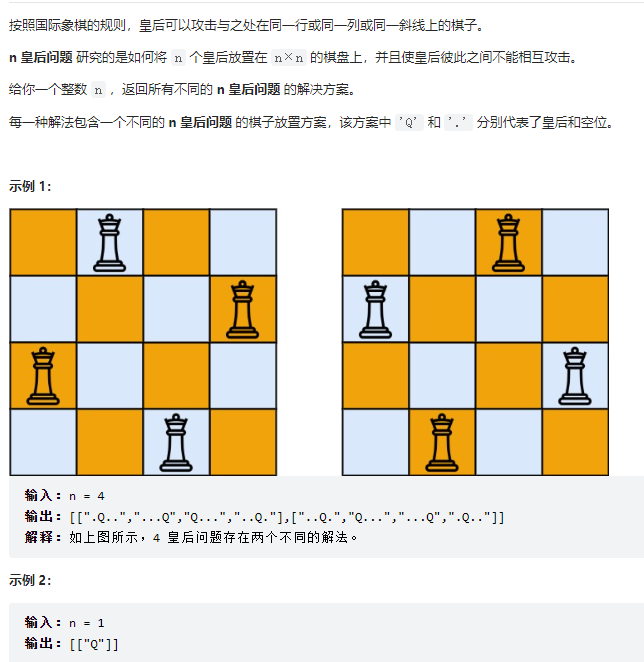 按照国际象棋的规则，皇后可以攻击与之处在同一行或同一列或同一斜线上的棋子。
n 皇后问题 研究的是如何将 n 个皇后放置在 n×n 的棋盘上，并且使皇后彼此之间不能相互攻击。
给你一个整数 n ，返回所有不同的 n 皇后问题 的解决方案。
每一种解法包含一个不同的 n 皇后问题 的棋子放置方案，该方案中 'Q' 和 '.' 分别代表了皇后和空位。
示例 1：
输入：n = 4
输出：[[".Q..","...Q","Q...","..Q."],["..Q.","Q...","...Q",".Q.."]]
解释：如上图所示，4 皇后问题存在两个不同的解法。
示例 2：
输入：n = 1
输出：[["Q"]]